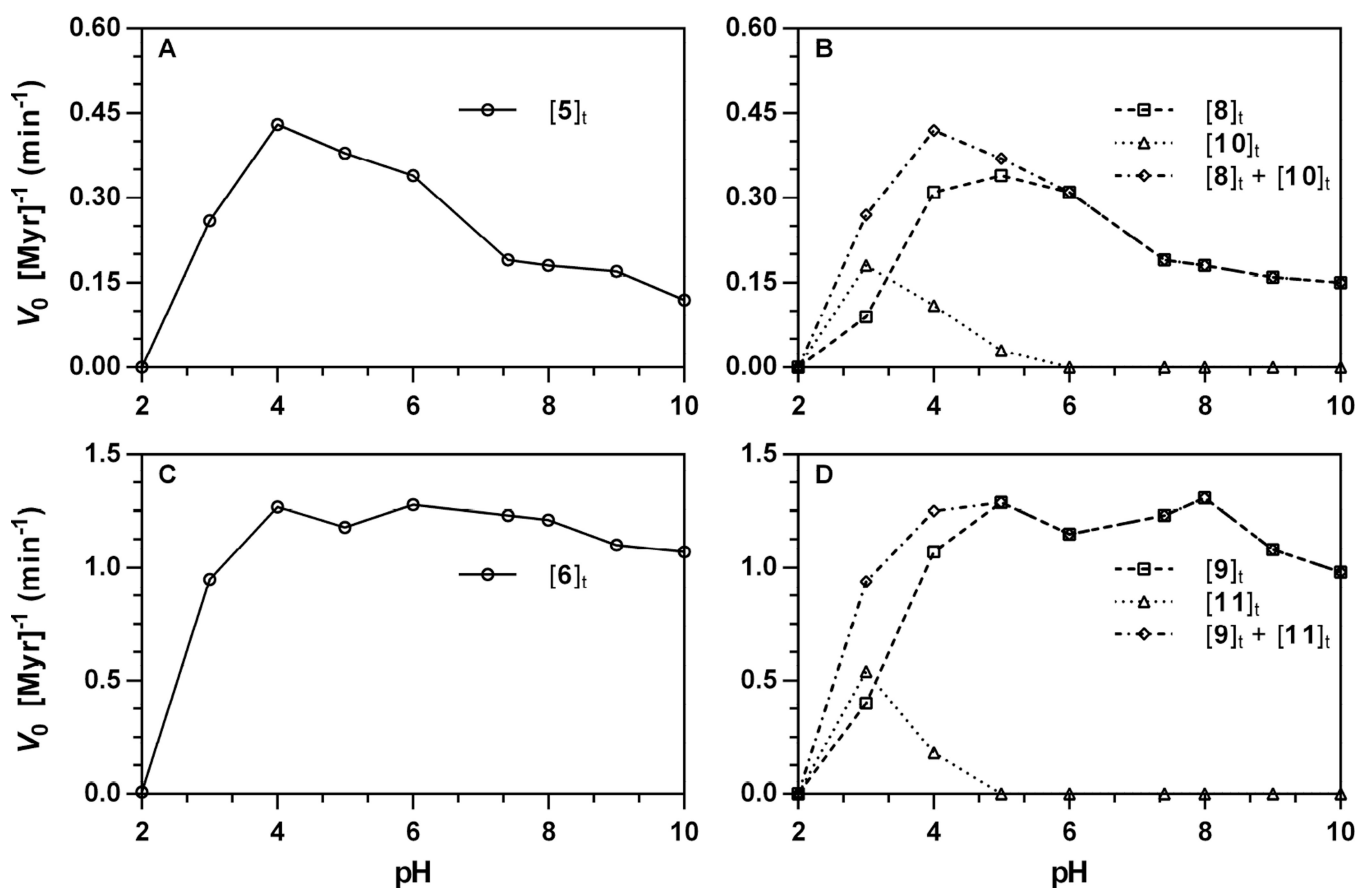 A
0.60
0.45
0.30
0.15
0.00
2 4 6 8 10
V0 [Myr]-1 (min-1)
[5]t
B
0.60
0.45
0.30
0.15
0.00
2 4 6 8 10
[8]t
[10]t
[8]t + [10]t
C
1.5
1.0
0.5
0.0
2 4 6 8 10
V0 [Myr]-1 (min-1)
[6]t
pH
D
1.5
1.0
0.5
0.0
2 4 6 8 10
[9]t
[11]t
[9]t + [11]t
pH